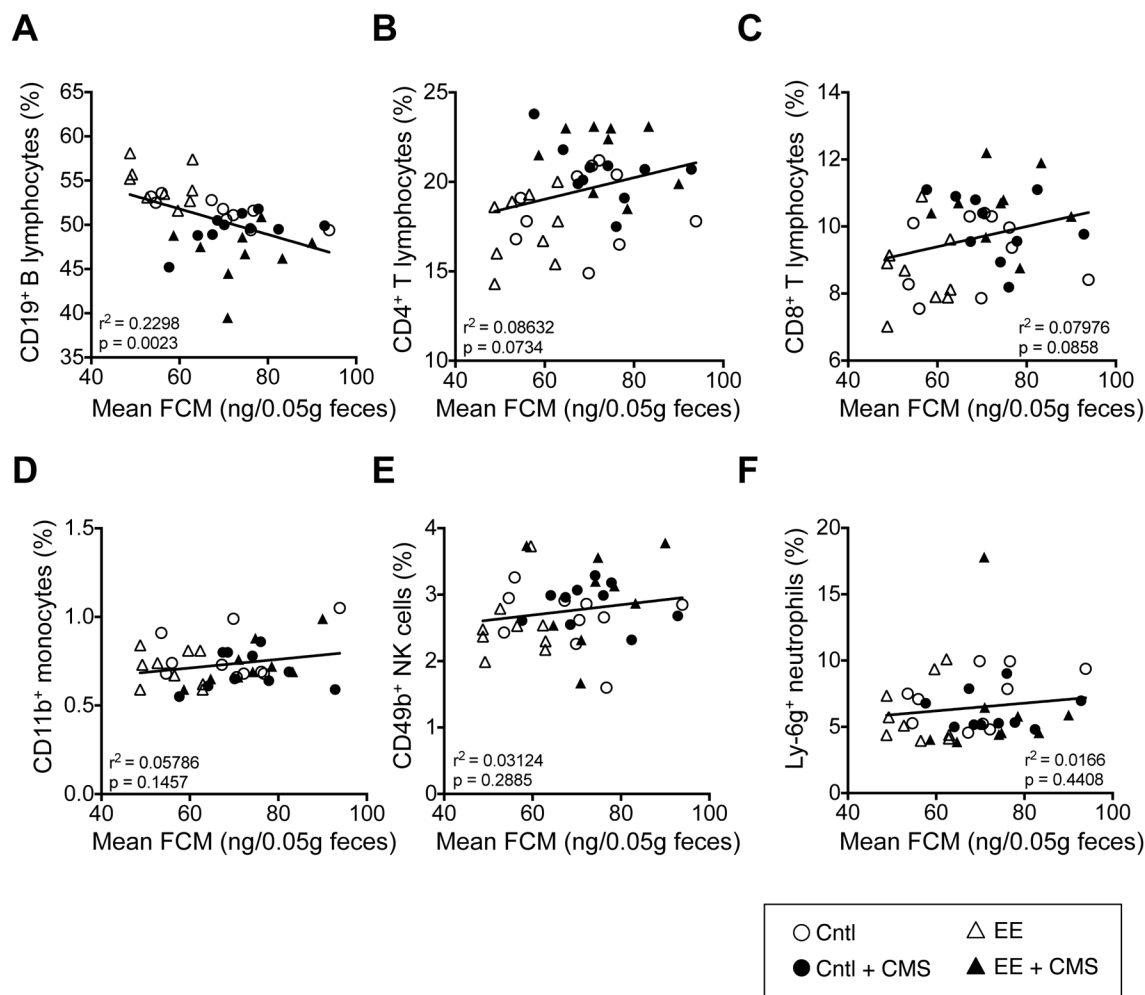 A
CD19+ B lymphocytes (%)
65
60
55
50
45
40
35
r² = 0.2298
p = 0.0023
40 60 80 100
Mean FCM (ng/0.05g feces)
B
CD4+ T lymphocytes (%)
25
20
15
10
r² = 0.08632
p = 0.0734
40 60 80 100
Mean FCM (ng/0.05g feces)
C
CD8+ T lymphocytes (%)
14
12
10
8
6
r² = 0.07976
p = 0.0858
40 60 80 100
Mean FCM (ng/0.05g feces)
D
CD11b+ monocytes (%)
1.5
1.0
0.5
0.0
r² = 0.05786
p = 0.1457
40 60 80 100
Mean FCM (ng/0.05g feces)
E
CD49b+ NK cells (%)
4
3
2
1
0
r² = 0.03124
p = 0.2885
40 60 80 100
Mean FCM (ng/0.05g feces)
F
Ly-6g+ neutrophils (%)
20
15
10
5
0
r² = 0.0166
p = 0.4408
40 60 80 100
Mean FCM (ng/0.05g feces)
Cntl
EE
Cntl + CMS
EE + CMS